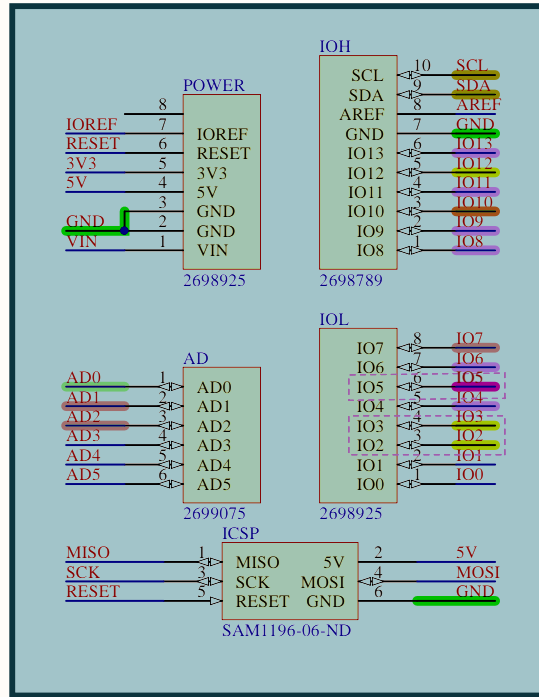 POWER
8
IOREF 7 IOREF
RESET 6 RESET
3V3 5 3V3
5V 4 5V
3 GND
GND 2 GND
VIN 1 VIN
2698925
IOH
SCL 10 SCL
SDA 9 SDA
AREF 8 AREF
GND 7 GND
IO13 6 IO13
IO12 5 IO12
IO11 4 IO11
IO10 3 IO10
IO9 2 IO9
IO8 1 IO8
2698789
AD
AD0 1 AD0
AD1 2 AD1
AD2 3 AD2
AD3 4 AD3
AD4 5 AD4
AD5 6 AD5
2699075
IOL
IO7 8 IO7
IO6 7 IO6
IO5 6 IO5
IO4 5 IO4
IO3 4 IO3
IO2 3 IO2
IO1 2 IO1
IO0 1 IO0
2698925
ICSP
MISO 1 MISO 5V 2 5V
SCK 3 SCK MOSI 4 MOSI
RESET 5 RESET GND 6 GND
SAM1196-06-ND